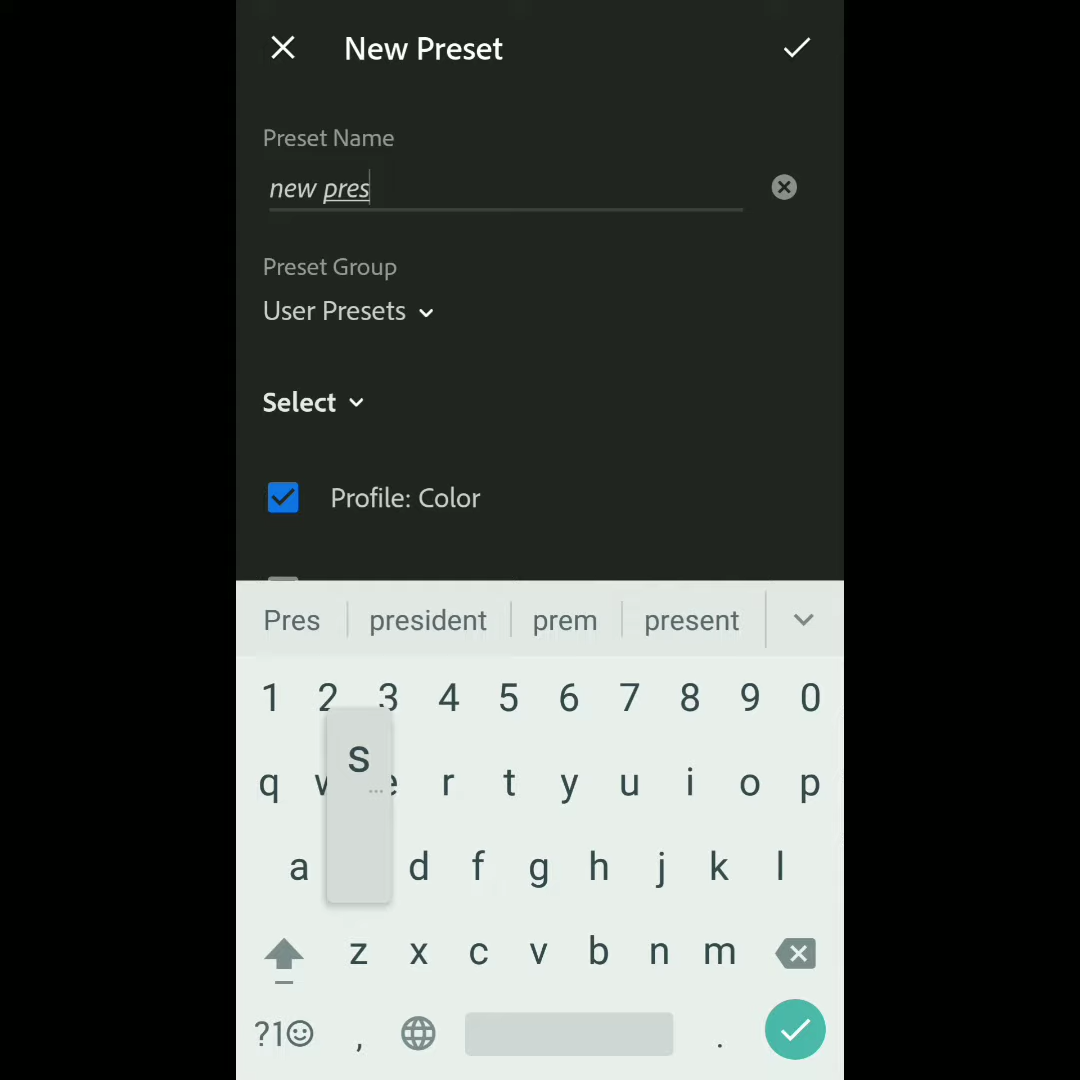 New Preset
Preset Name
new pres
Preset Group
User Presets
Select
Profile: Color
Pres president prem present
1 2 3 4 5 6 7 8 9 0
s
q w e r t y u i o p
a d f g h j k l
z x c v b n m
?1☺ , .